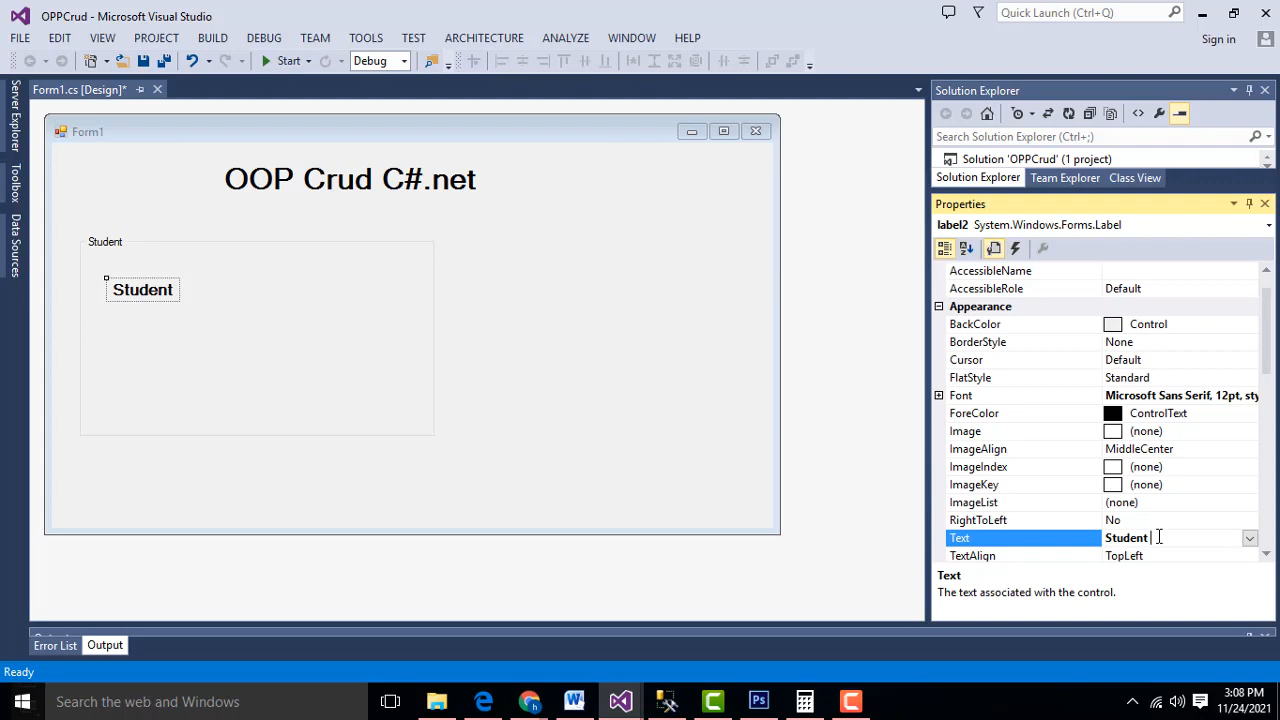 OPPCrud - Microsoft Visual Studio
Quick Launch (Ctrl+Q)
FILE EDIT VIEW PROJECT BUILD DEBUG TEAM TOOLS TEST ARCHITECTURE ANALYZE WINDOW HELP
Sign in
Start Debug
Form1.cs [Design]*
Solution Explorer
Server Explorer
Toolbox
Data Sources
Form1
OOP Crud C#.net
Student
Student
Search Solution Explorer (Ctrl+;)
Solution 'OPPCrud' (1 project)
Solution Explorer Team Explorer Class View
Properties
label2 System.Windows.Forms.Label
AccessibleName
AccessibleRole Default
Appearance
BackColor Control
BorderStyle None
Cursor Default
FlatStyle Standard
Font Microsoft Sans Serif, 12pt, sty
ForeColor ControlText
Image (none)
ImageAlign MiddleCenter
ImageIndex (none)
ImageKey (none)
ImageList (none)
RightToLeft No
Text Student
TextAlign TopLeft
Text
The text associated with the control.
Error List Output
Ready
Search the web and Windows
3:08 PM
11/24/2021